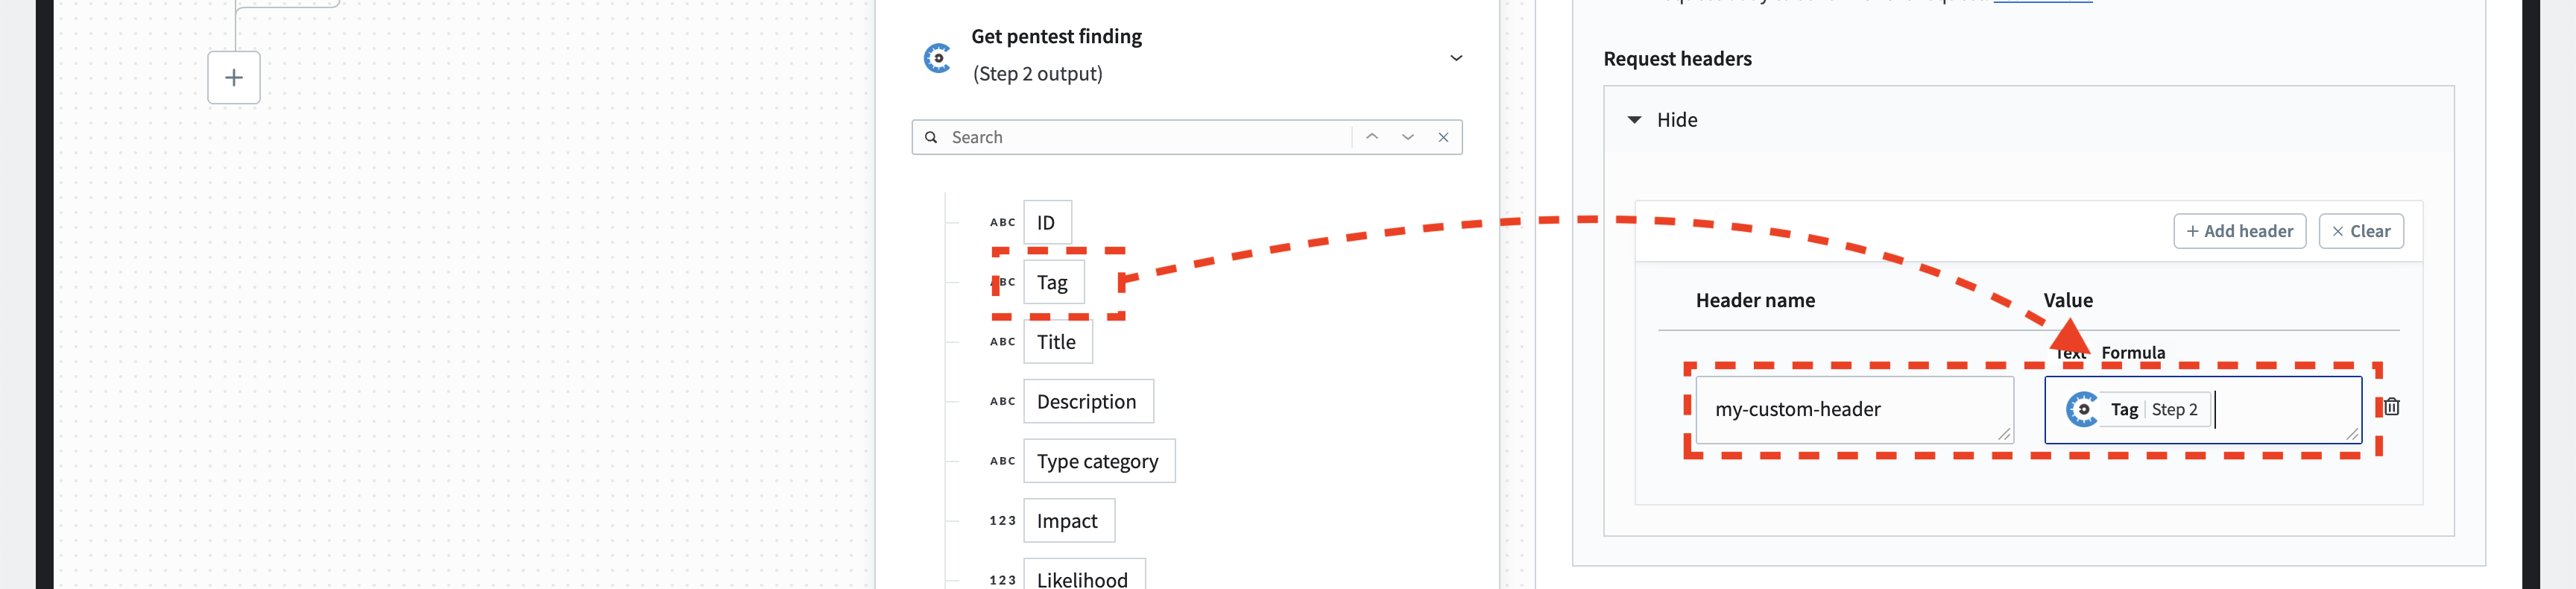 Get pentest finding
(Step 2 output)
Search
ABC ID
ABC Tag
ABC Title
ABC Description
ABC Type category
123 Impact
123 Likelihood
Request headers
Hide
+ Add header × Clear
Header name Value
Text Formula
my-custom-header Tag Step 2